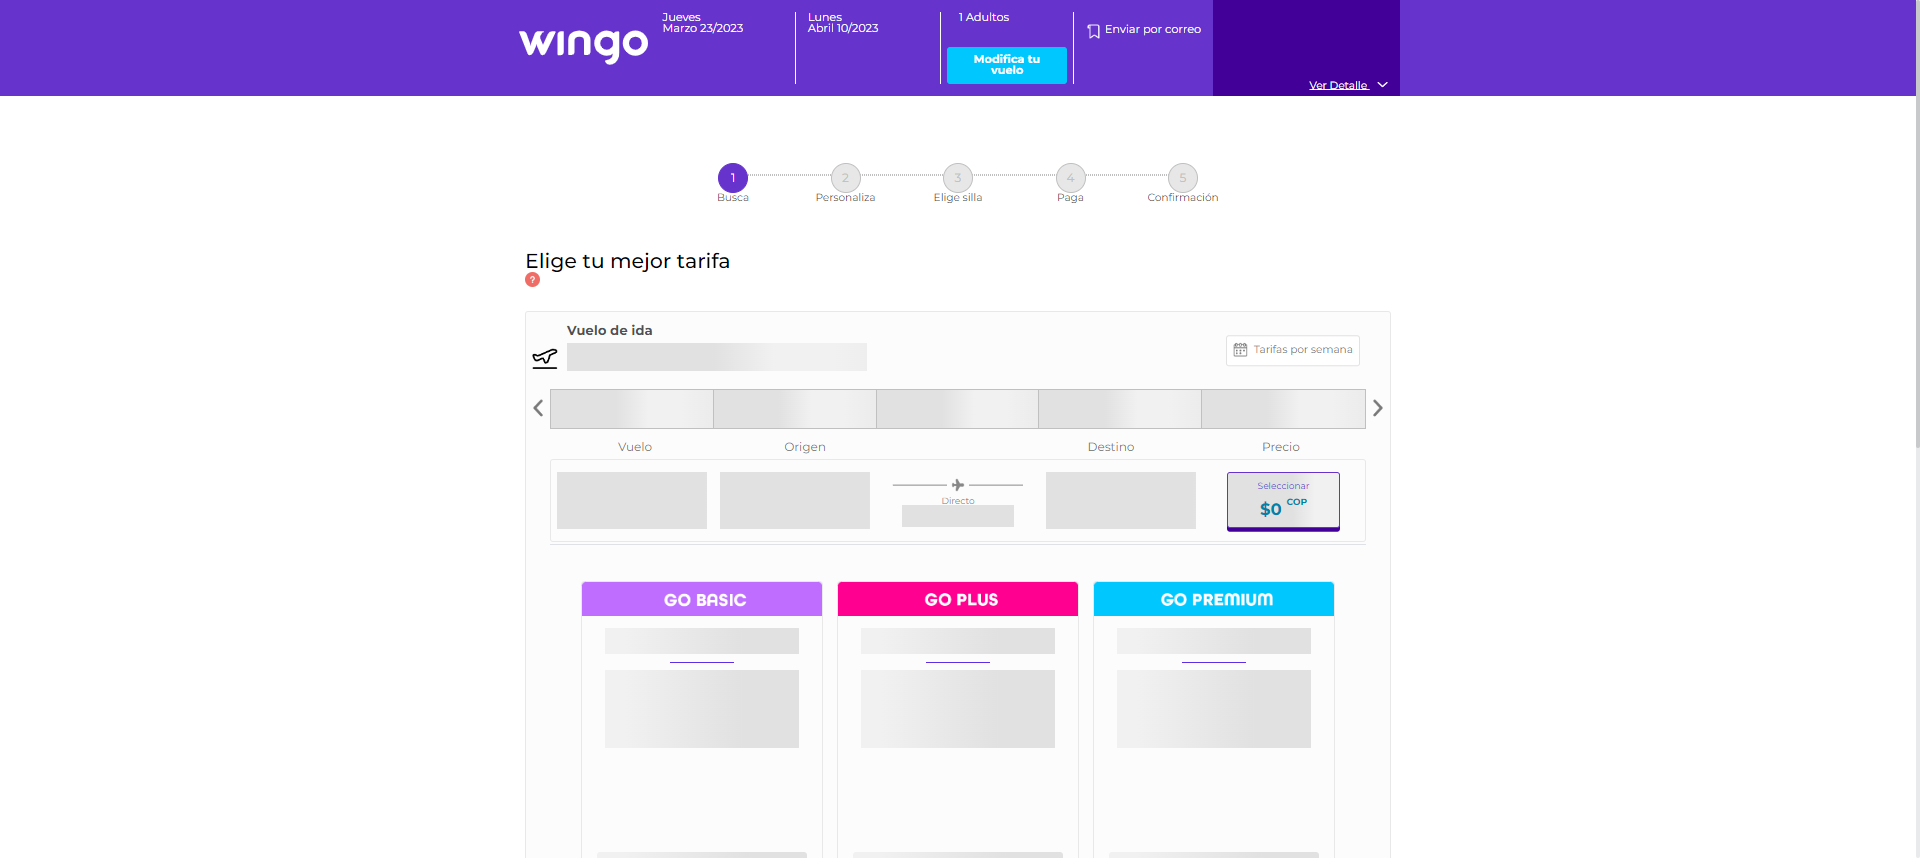 wingo
Jueves
Marzo 23/2023
Lunes
Abril 10/2023
1 Adultos
Modifica tu
vuelo
Enviar por correo
Ver Detalle
1
2
3
4
5
Busca
Personaliza
Elige silla
Paga
Confirmación
Elige tu mejor tarifa
?
Vuelo de ida
Tarifas por semana
Vuelo
Origen
Destino
Precio
Directo
Seleccionar
$0 COP
GO BASIC
GO PLUS
GO PREMIUM